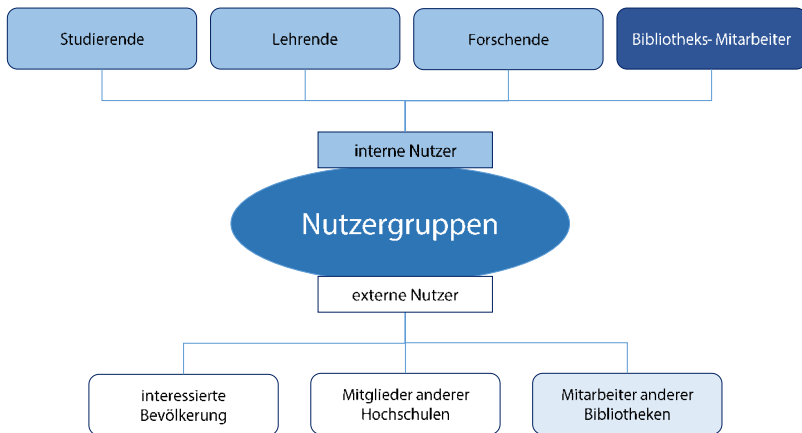 Studierende
Lehrende
Forschende
Bibliotheks- Mitarbeiter
interne Nutzer
Nutzergruppen
externe Nutzer
interessierte
Bevölkerung
Mitglieder anderer
Hochschulen
Mitarbeiter anderer
Bibliotheken